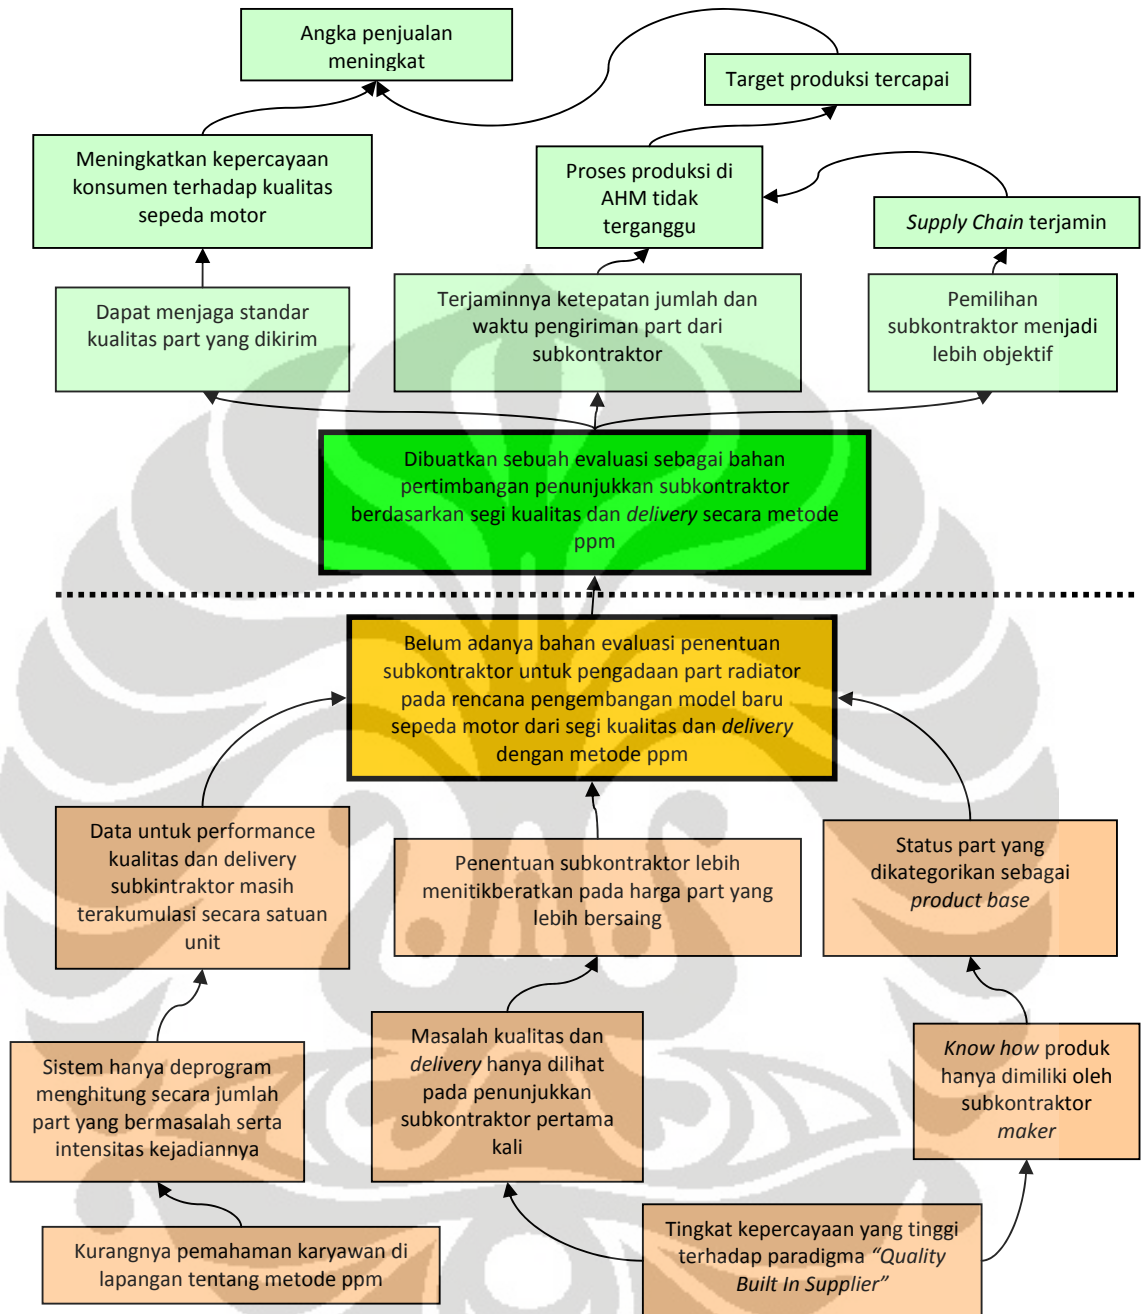 Angka penjualan
meningkat
Target produksi tercapai
Meningkatkan kepercayaan
konsumen terhadap kualitas
sepeda motor
Proses produksi di
AHM tidak
terganggu
Supply Chain terjamin
Dapat menjaga standar
kualitas part yang dikirim
Terjaminnya ketepatan jumlah dan
waktu pengiriman part dari
subkontraktor
Pemilihan
subkontraktor menjadi
lebih objektif
Dibuatkan sebuah evaluasi sebagai bahan
pertimbangan penunjukkan subkontraktor
berdasarkan segi kualitas dan delivery secara metode
ppm
Belum adanya bahan evaluasi penentuan
subkontraktor untuk pengadaan part radiator
pada rencana pengembangan model baru
sepeda motor dari segi kualitas dan delivery
dengan metode ppm
Data untuk performance
kualitas dan delivery
subkintraktor masih
terakumulasi secara satuan
unit
Penentuan subkontraktor lebih
menitikberatkan pada harga part yang
lebih bersaing
Status part yang
dikategorikan sebagai
product base
Sistem hanya deprogram
menghitung secara jumlah
part yang bermasalah serta
intensitas kejadiannya
Masalah kualitas dan
delivery hanya dilihat
pada penunjukkan
subkontraktor pertama
kali
Know how produk
hanya dimiliki oleh
subkontraktor
maker
Kurangnya pemahaman karyawan di
lapangan tentang metode ppm
Tingkat kepercayaan yang tinggi
terhadap paradigma “Quality
Built In Supplier”